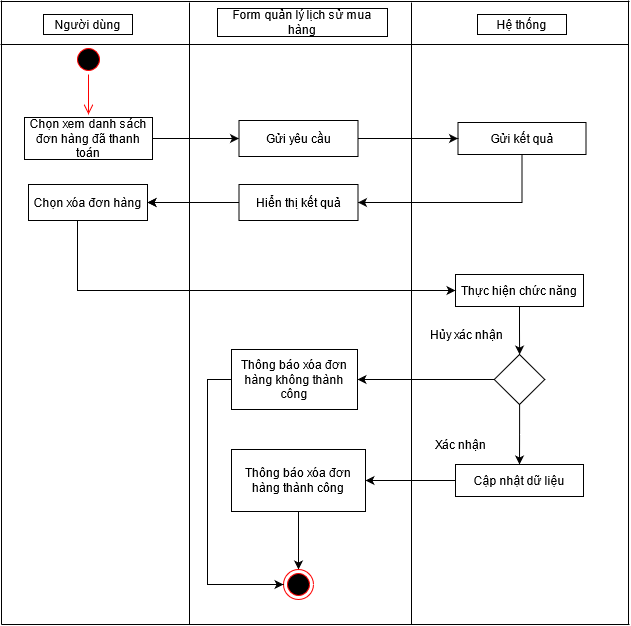 Người dùng
Form quản lý lịch sử mua
hàng
Hệ thống
Chọn xem danh sách
đơn hàng đã thanh
toán
Gửi yêu cầu
Gửi kết quả
Chọn xóa đơn hàng
Hiển thị kết quả
Thực hiện chức năng
Hủy xác nhận
Thông báo xóa đơn
hàng không thành
công
Xác nhận
Thông báo xóa đơn
hàng thành công
Cập nhật dữ liệu